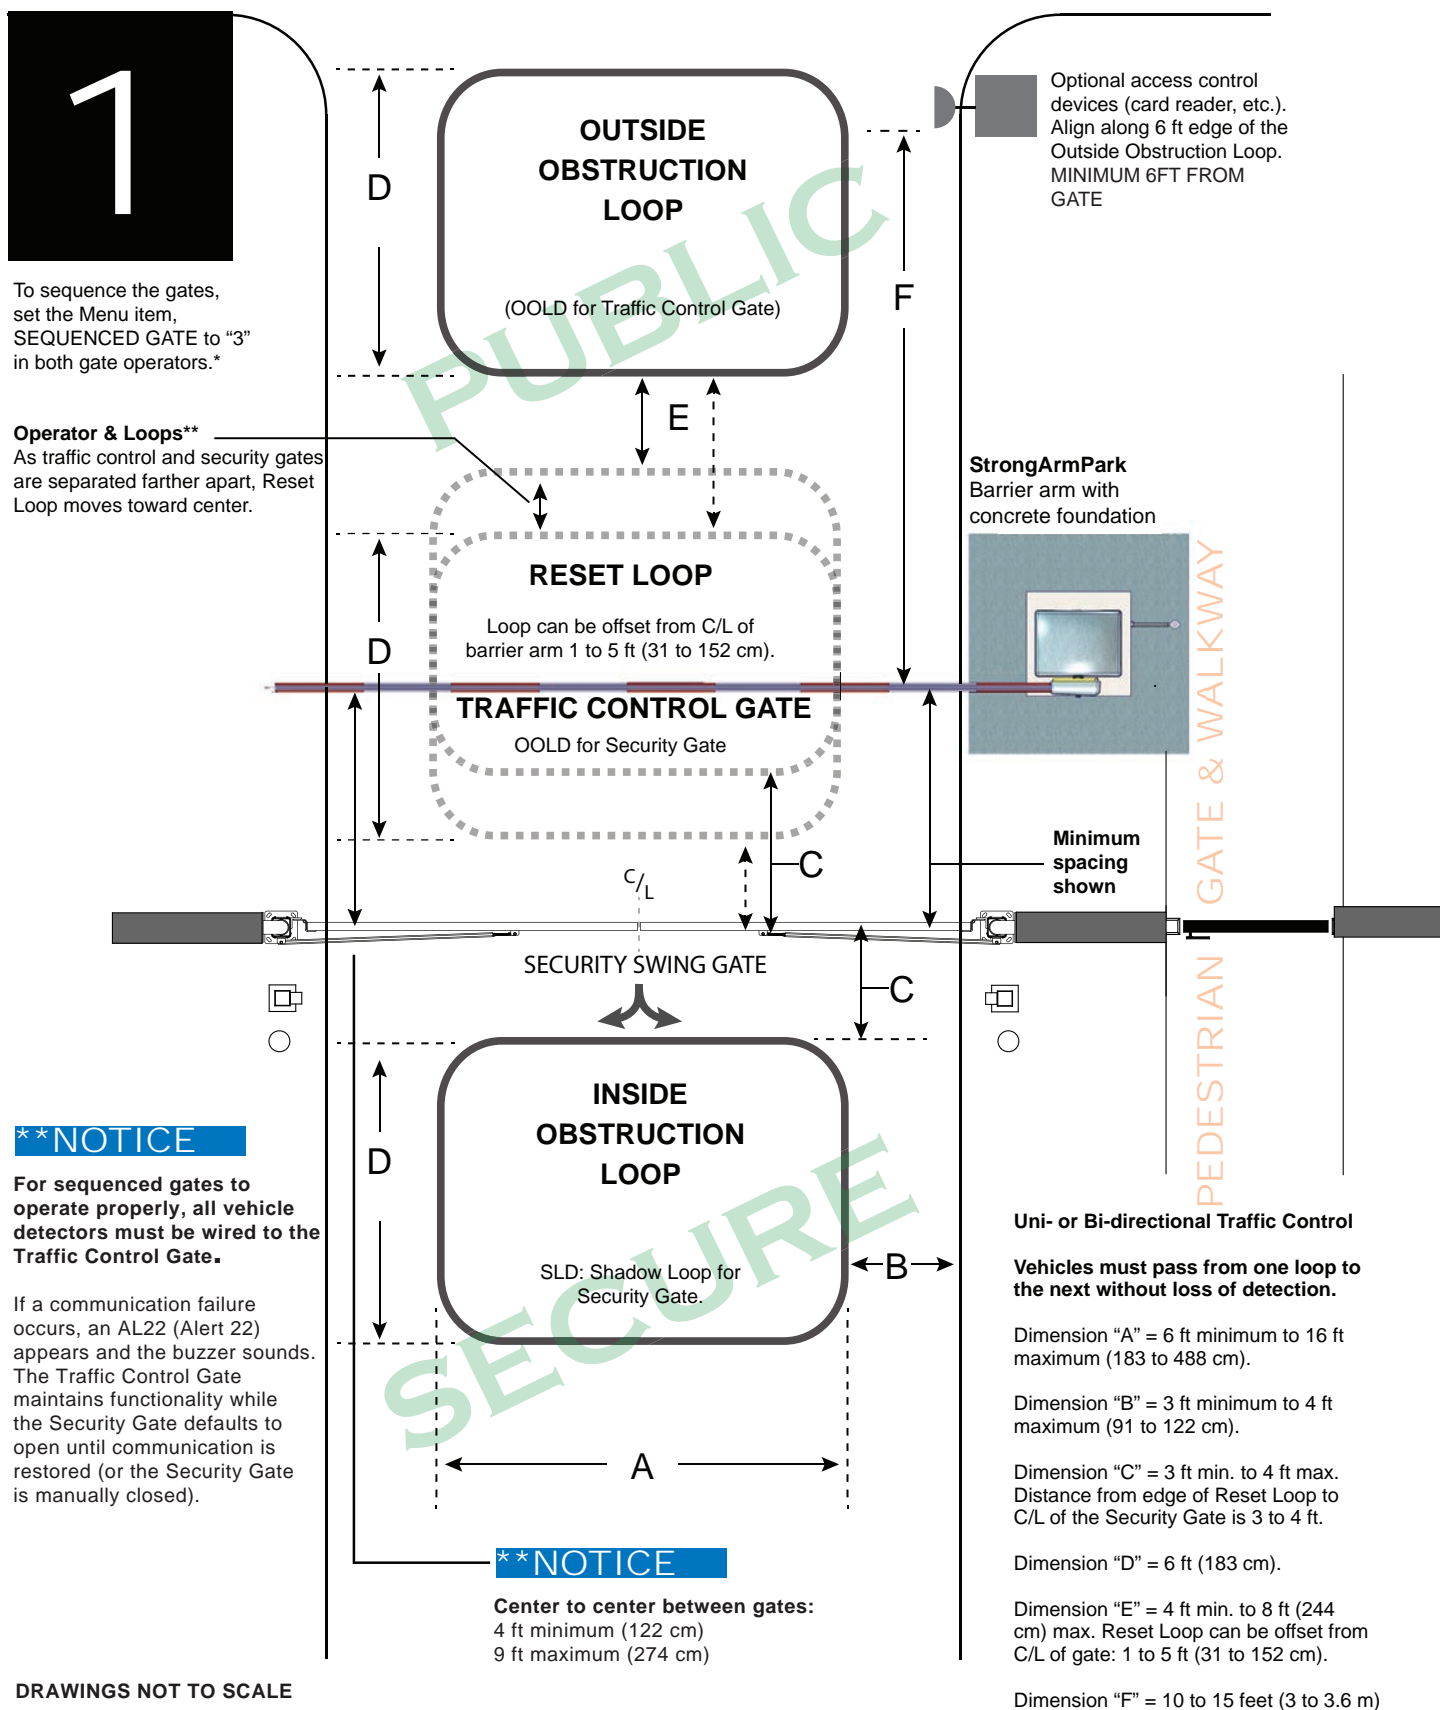 1
To sequence the gates,
set the Menu item,
SEQUENCED GATE to “3”
in both gate operators.*
Operator & Loops**
As traffic control and security gates
are separated farther apart, Reset
Loop moves toward center.
D
OUTSIDE
OBSTRUCTION
LOOP
(OOLD for Traffic Control Gate)
PUBLIC
Optional access control
devices (card reader, etc.).
Align along 6 ft edge of the
Outside Obstruction Loop.
MINIMUM 6FT FROM
GATE
F
E
StrongArmPark
Barrier arm with
concrete foundation
D
RESET LOOP
Loop can be offset from C/L of
barrier arm 1 to 5 ft (31 to 152 cm).
TRAFFIC CONTROL GATE
OOLD for Security Gate
C
Minimum
spacing
shown
PEDESTRIAN GATE & WALKWAY
C/L
SECURITY SWING GATE
C
D
INSIDE
OBSTRUCTION
LOOP
SLD: Shadow Loop for
Security Gate.
SECURE
B
A
**NOTICE
For sequenced gates to
operate properly, all vehicle
detectors must be wired to the
Traffic Control Gate.
If a communication failure
occurs, an AL22 (Alert 22)
appears and the buzzer sounds.
The Traffic Control Gate
maintains functionality while
the Security Gate defaults to
open until communication is
restored (or the Security Gate
is manually closed).
**NOTICE
Center to center between gates:
4 ft minimum (122 cm)
9 ft maximum (274 cm)
Uni- or Bi-directional Traffic Control
Vehicles must pass from one loop to
the next without loss of detection.
Dimension “A” = 6 ft minimum to 16 ft
maximum (183 to 488 cm).
Dimension “B” = 3 ft minimum to 4 ft
maximum (91 to 122 cm).
Dimension “C” = 3 ft min. to 4 ft max.
Distance from edge of Reset Loop to
C/L of the Security Gate is 3 to 4 ft.
Dimension “D” = 6 ft (183 cm).
Dimension “E” = 4 ft min. to 8 ft (244
cm) max. Reset Loop can be offset from
C/L of gate: 1 to 5 ft (31 to 152 cm).
Dimension “F” = 10 to 15 feet (3 to 3.6 m)
DRAWINGS NOT TO SCALE